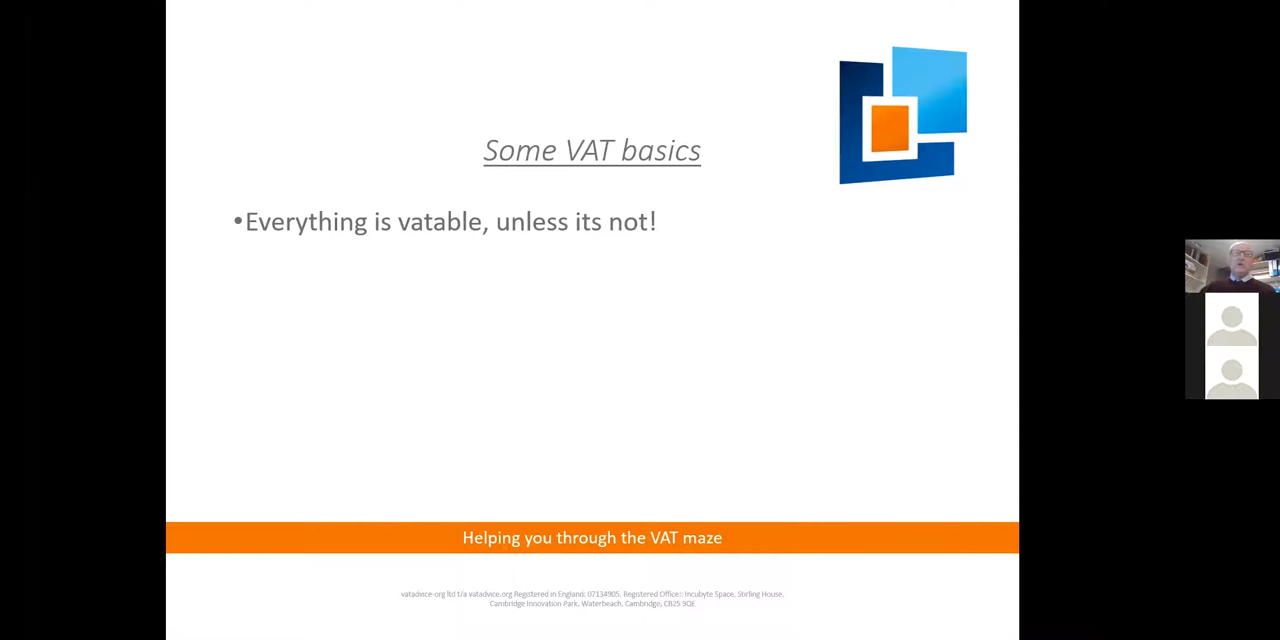 Some VAT basics
•Everything is vatable, unless its not!
Helping you through the VAT maze
vatadvice-org ltd t/a vatadvice.org Registered in England: 07134905. Registered Office:: Incubyte Space, Stirling House,
Cambridge Innovation Park, Waterbeach, Cambridge, CB25 9QE